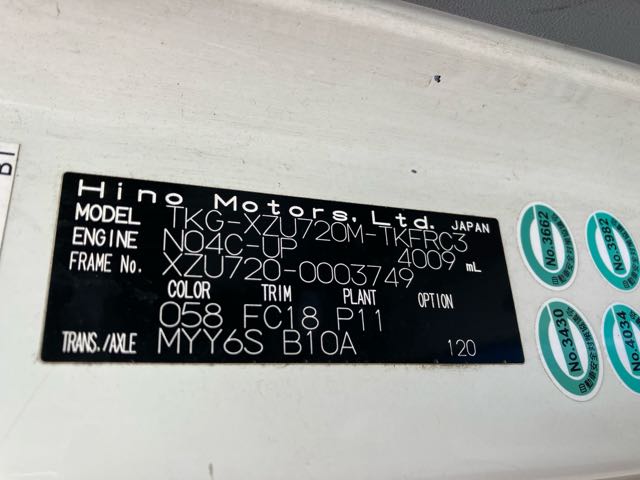 Hino Motors, Ltd. JAPAN
MODEL TKG-XZU720M-TKFRC3
ENGINE N04C-UP 4009 mL
FRAME No. XZU720-0003749
COLOR TRIM PLANT OPTION
058 FC18 P11
TRANS./AXLE MYY6S B10A 120
No.3662
No.3982
No.3430
No.4034